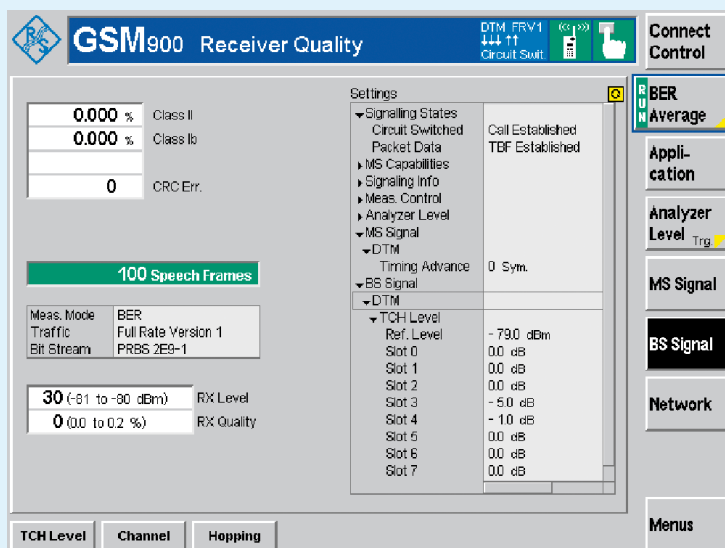 R S
GSM900 Receiver Quality
DTM FRV1
Circuit Swit.
Connect
Control
0.000 % Class II
0.000 % Class Ib
0 CRC Err.
100 Speech Frames
Meas. Mode BER
Traffic Full Rate Version 1
Bit Stream PRBS 2E9-1
30 (-81 to -80 dBm) RX Level
0 (0.0 to 0.2 %) RX Quality
Settings
Signalling States
Circuit Switched Call Established
Packet Data TBF Established
MS Capabilities
Signaling Info
Meas. Control
Analyzer Level
MS Signal
DTM
Timing Advance 0 Sym.
BS Signal
DTM
TCH Level
Ref. Level - 79.0 dBm
Slot 0 0.0 dB
Slot 1 0.0 dB
Slot 2 0.0 dB
Slot 3 - 5.0 dB
Slot 4 - 1.0 dB
Slot 5 0.0 dB
Slot 6 0.0 dB
Slot 7 0.0 dB
RUN
BER
Average
Appli-
cation
Analyzer
Level Trg.
MS Signal
BS Signal
Network
Menus
TCH Level Channel Hopping